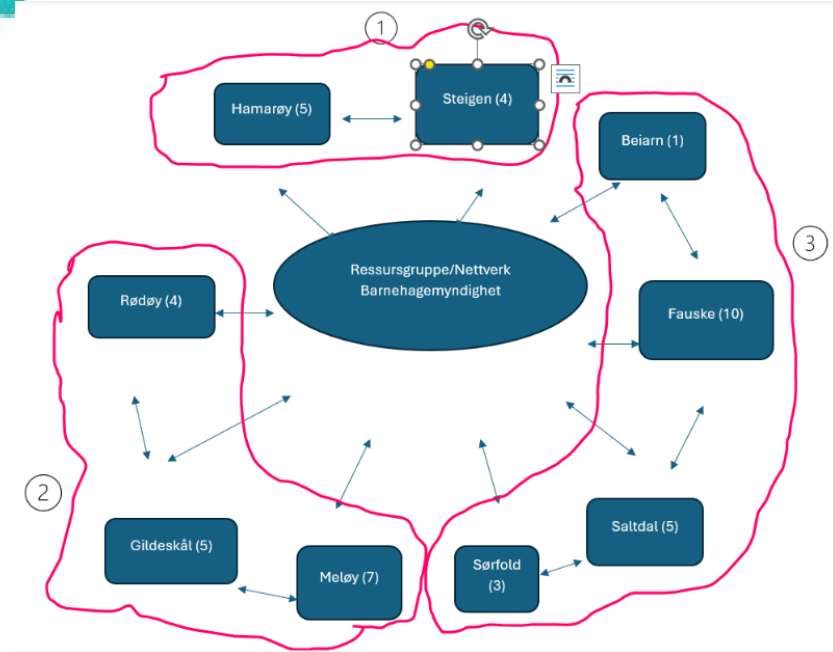 1
Hamarøy (5)
Steigen (4)
Beiarn (1)
3
Ressursgruppe/Nettverk
Barnehagemyndighet
Rødøy (4)
Fauske (10)
2
Gildeskål (5)
Meløy (7)
Sørfold
(3)
Saltdal (5)